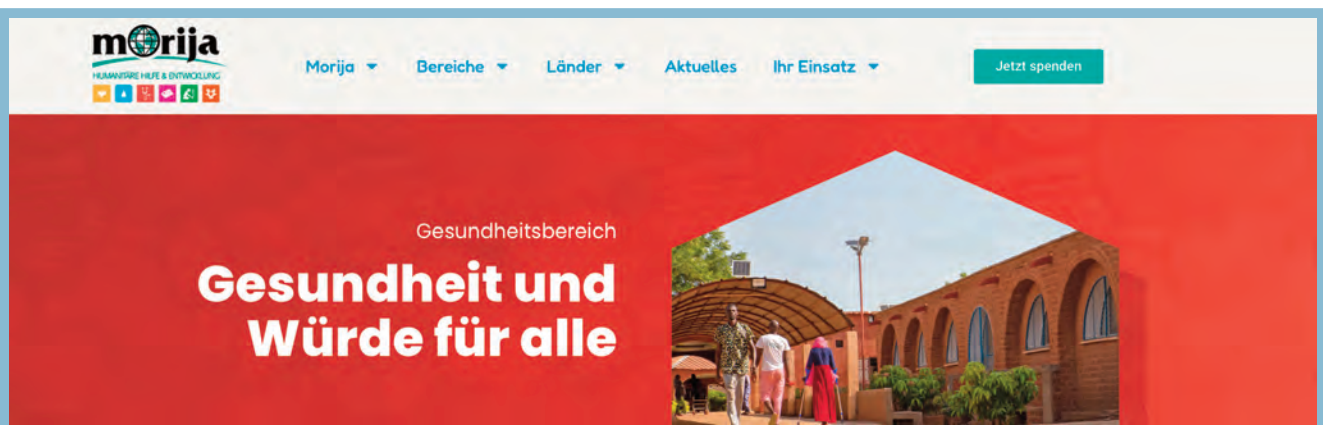 morija
HUMANITÄRE HILFE & ENTWICKLUNG
Morija
Bereiche
Länder
Aktuelles
Ihr Einsatz
Jetzt spenden
Gesundheitsbereich
Gesundheit und
Würde für alle